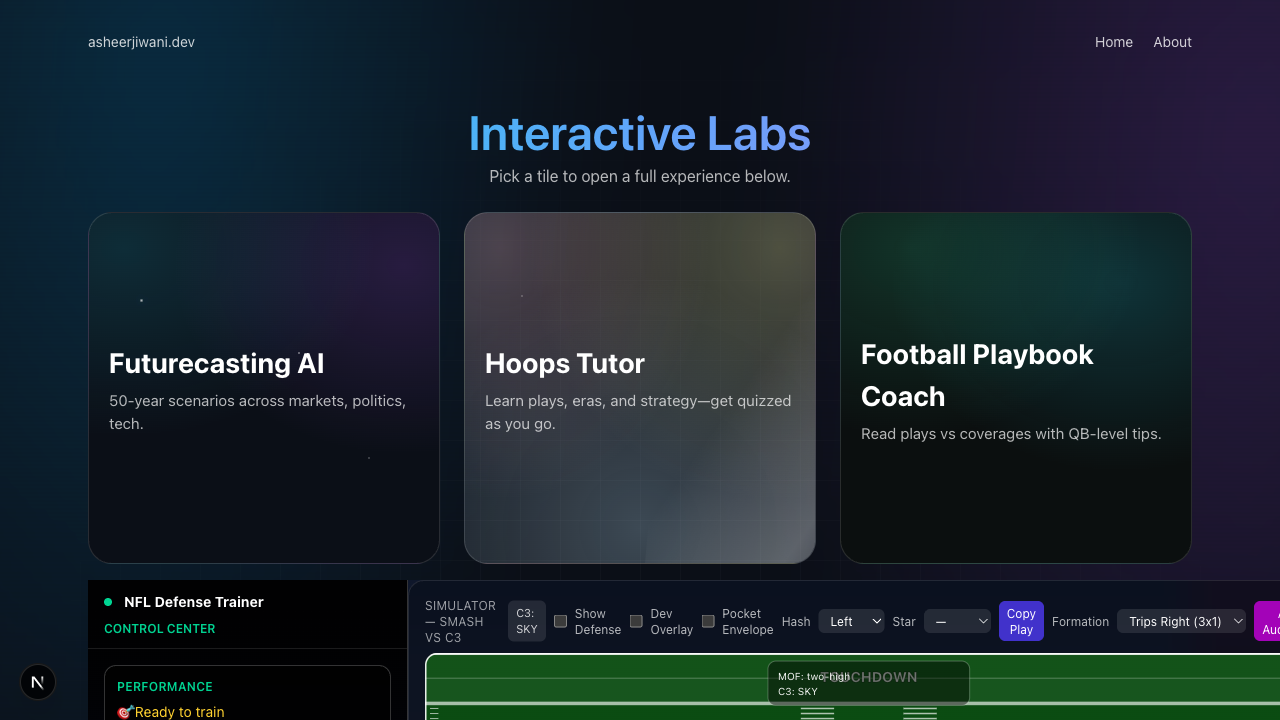 asheerjiwani.dev
Home
About
Interactive Labs
Pick a tile to open a full experience below.
Futurecasting AI
50-year scenarios across markets, politics,
tech.
Hoops Tutor
Learn plays, eras, and strategy—get quizzed
as you go.
Football Playbook
Coach
Read plays vs coverages with QB-level tips.
NFL Defense Trainer
CONTROL CENTER
PERFORMANCE
🎯Ready to train
SIMULATOR
— SMASH
VS C3
C3:
SKY
Show
Defense
Dev
Overlay
Pocket
Envelope
Hash
Left
Star
—
Copy
Play
Formation
Trips Right (3x1)
MOF: two-high
C3: SKY
TOUCHDOWN
N